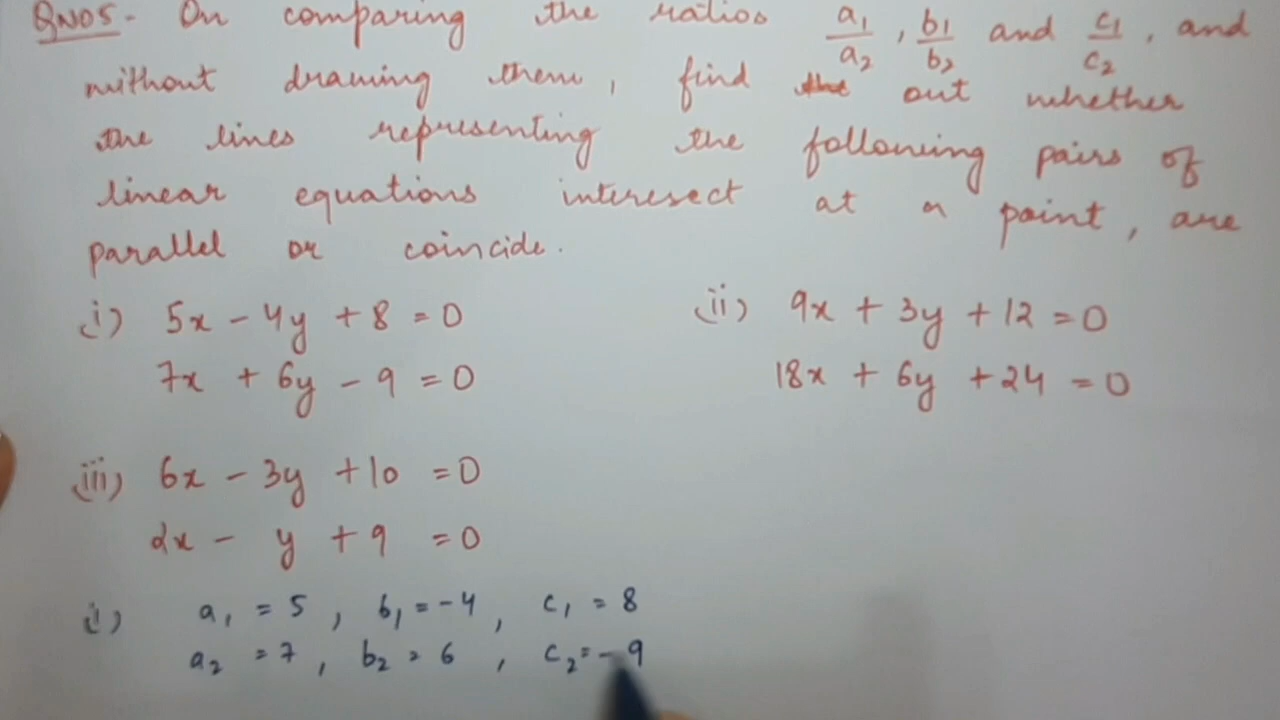 QNO5- On comparing the ratios a₁/a₂, b₁/b₂ and c₁/c₂, and
without drawing them, find out whether
the lines representing the following pairs of
linear equations interesect at a point, are
parallel or coincide.
i) 5x - 4y + 8 = 0
7x + 6y - 9 = 0
ii) 9x + 3y + 12 = 0
18x + 6y + 24 = 0
iii) 6x - 3y + 10 = 0
2x - y + 9 = 0
i) a₁ = 5, b₁ = -4, c₁ = 8
a₂ = 7, b₂ = 6, c₂ = -9